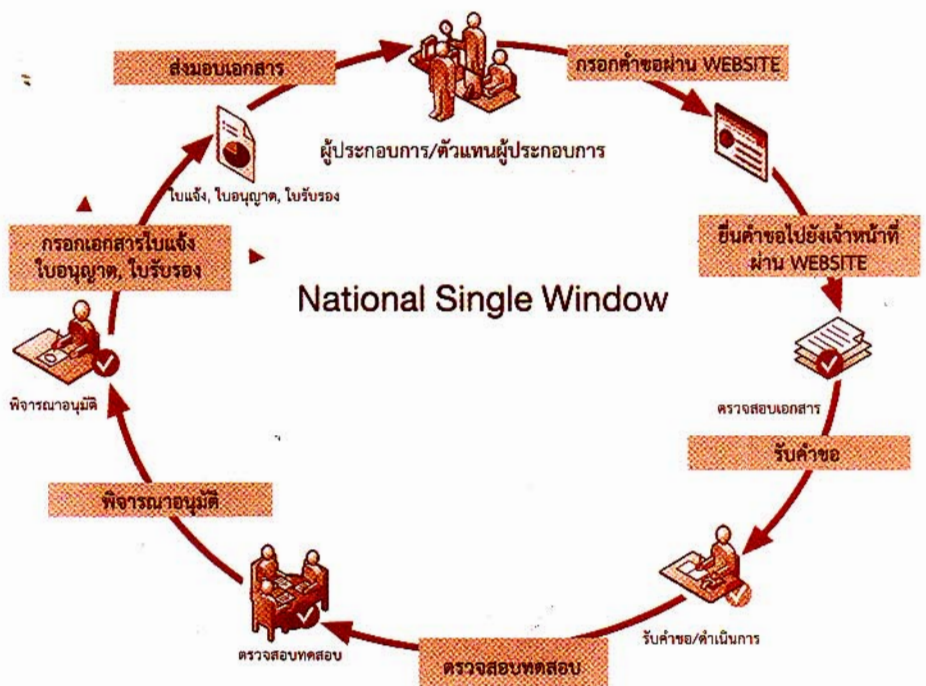 ส่งมอบเอกสาร
กรอกคำขอผ่าน WEBSITE
ผู้ประกอบการ/ตัวแทนผู้ประกอบการ
ใบแจ้ง, ใบอนุญาต, ใบรับรอง
กรอกเอกสารใบแจ้ง
ใบอนุญาต, ใบรับรอง
ยื่นคำขอไปยังเจ้าหน้าที่
ผ่าน WEBSITE
National Single Window
พิจารณาอนุมัติ
ตรวจสอบเอกสาร
รับคำขอ
พิจารณาอนุมัติ
รับคำขอ/ดำเนินการ
ตรวจสอบทดสอบ
ตรวจสอบทดสอบ